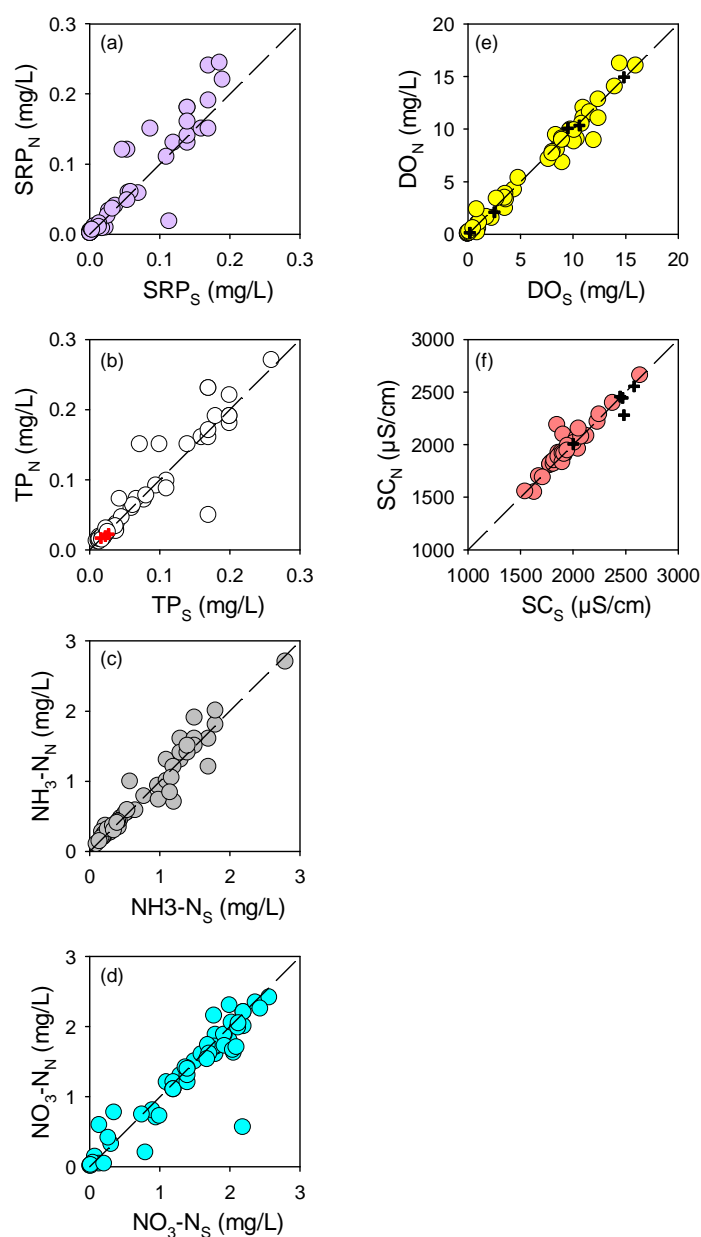 (a)
SRP_N (mg/L)
0.3
0.2
0.1
0.0
0.0 0.1 0.2 0.3
SRP_S (mg/L)
(e)
DO_N (mg/L)
20
15
10
5
0
0 5 10 15 20
DO_S (mg/L)
(b)
TP_N (mg/L)
0.3
0.2
0.1
0.0
0.0 0.1 0.2 0.3
TP_S (mg/L)
(f)
SC_N (µS/cm)
3000
2500
2000
1500
1000
1000 1500 2000 2500 3000
SC_S (µS/cm)
(c)
NH_3-N_N (mg/L)
3
2
1
0
0 1 2 3
NH3-N_S (mg/L)
(d)
NO_3-N_N (mg/L)
3
2
1
0
0 1 2 3
NO_3-N_S (mg/L)